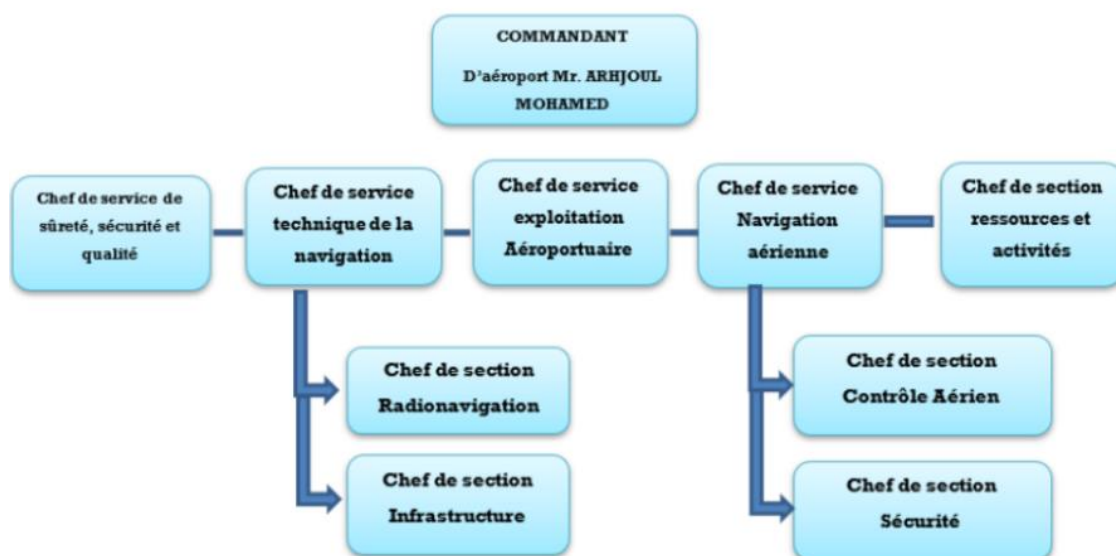 COMMANDANT
D'aéroport Mr. ARHJOUL
MOHAMED
Chef de service de
sûreté, sécurité et
qualité
Chef de service
technique de la
navigation
Chef de service
exploitation
Aéroportuaire
Chef de service
Navigation
aérienne
Chef de section
ressources et
activités
Chef de section
Radionavigation
Chef de section
Contrôle Aérien
Chef de section
Infrastructure
Chef de section
Sécurité